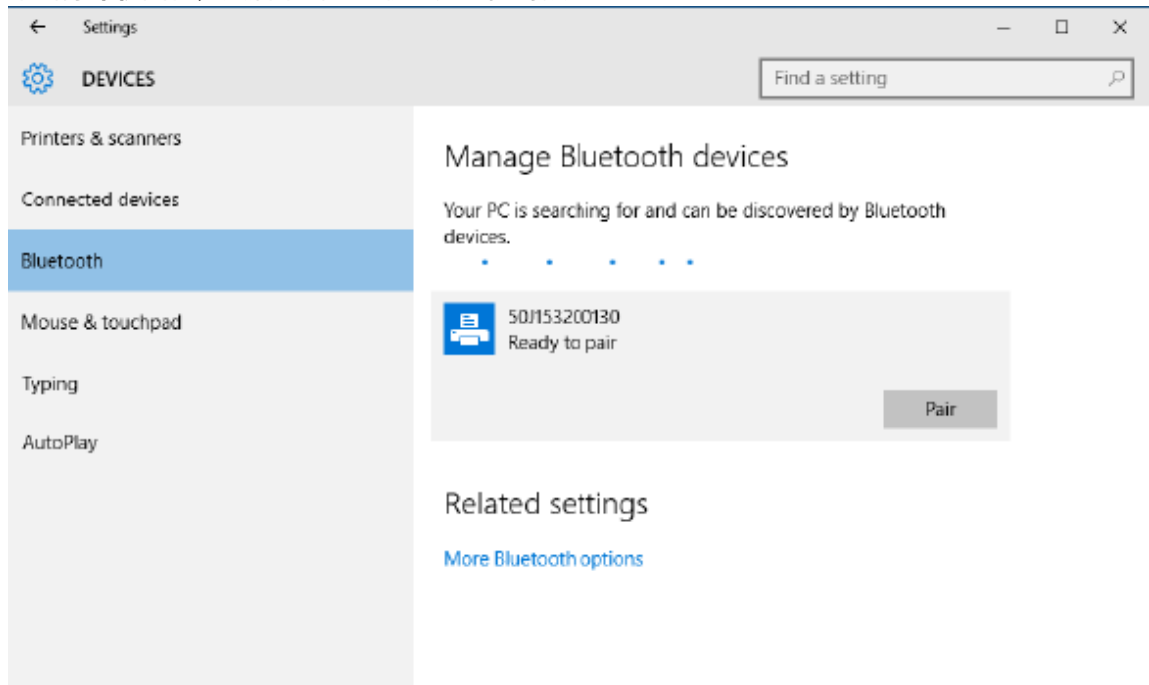 Settings
DEVICES
Find a setting
Printers & scanners
Connected devices
Bluetooth
Mouse & touchpad
Typing
AutoPlay
Manage Bluetooth devices
Your PC is searching for and can be discovered by Bluetooth
devices.
50J153200130
Ready to pair
Pair
Related settings
More Bluetooth options